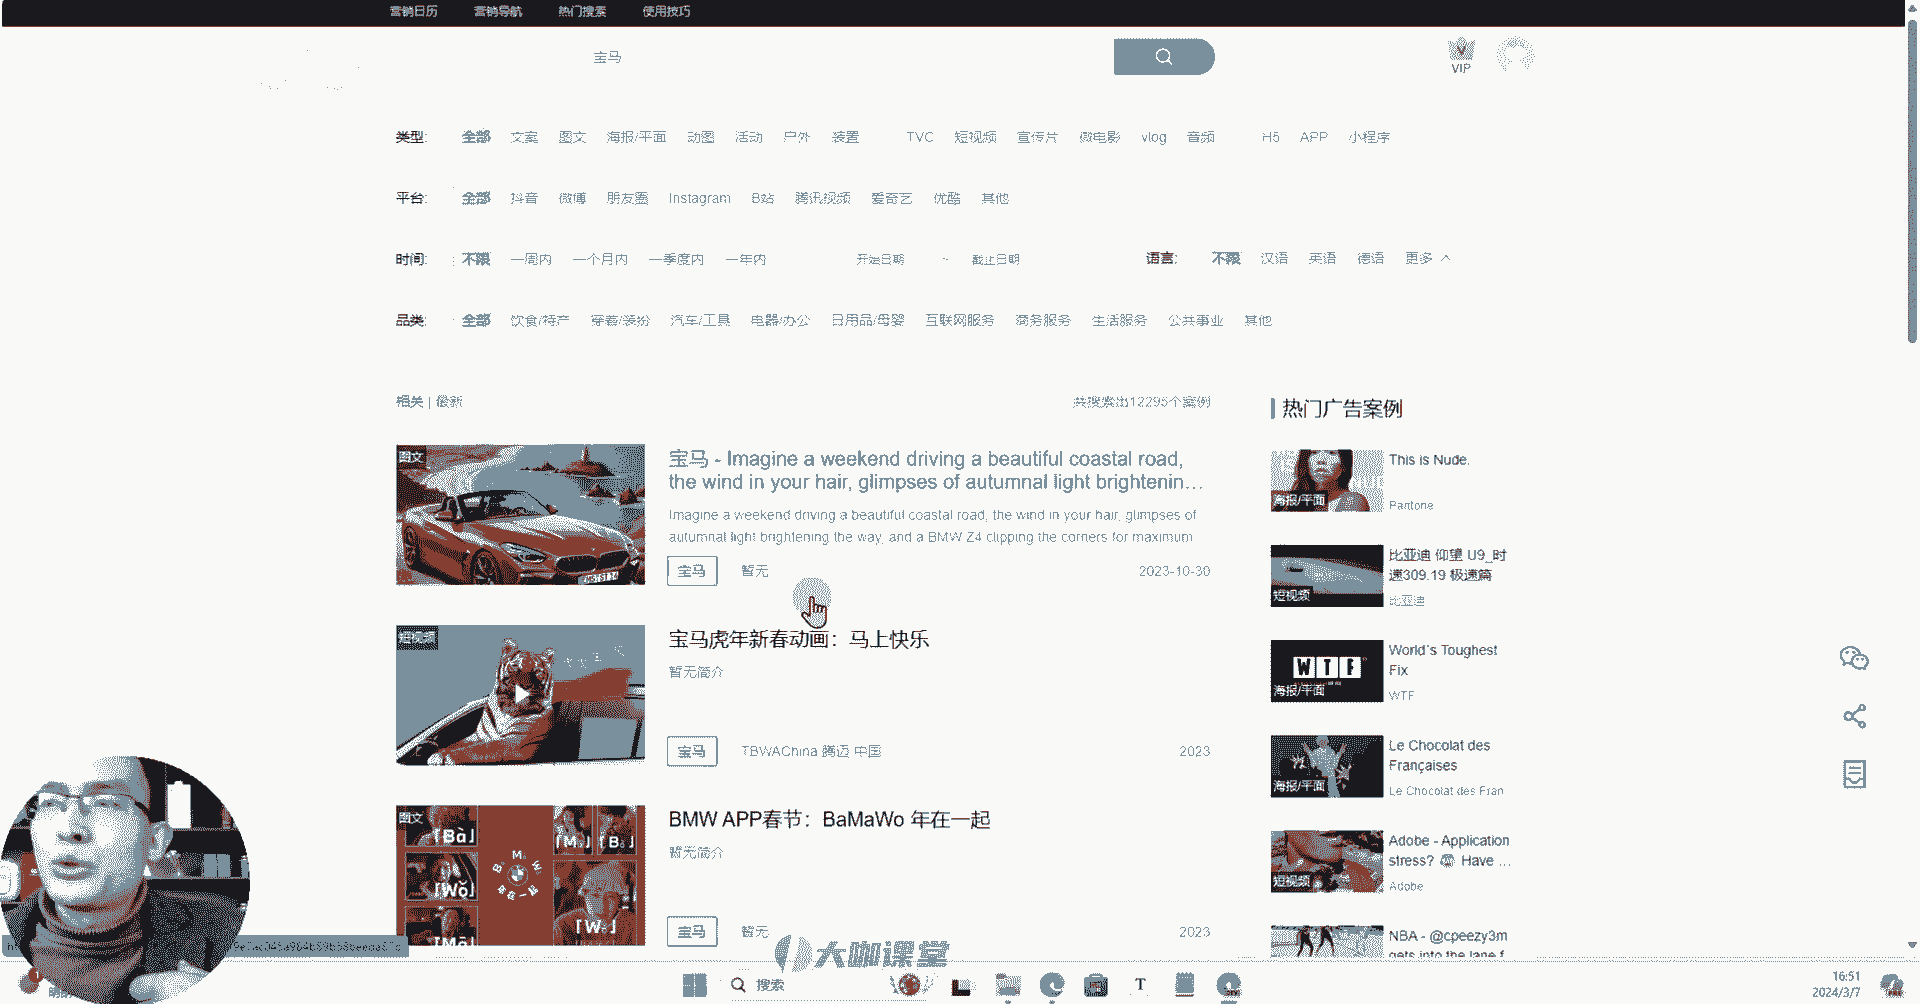 营销日历 营销导航 热门搜索 使用技巧
宝马
VIP
类型: 全部 文案 图文 海报/平面 动图 活动 户外 装置 TVC 短视频 宣传片 微电影 vlog 音频 H5 APP 小程序
平台: 全部 抖音 微博 朋友圈 Instagram B站 腾讯视频 爱奇艺 优酷 其他
时间: 不限 一周内 一个月内 一季度内 一年内 开始日期 - 截止日期 语言: 不限 汉语 英语 德语 更多
品类: 全部 饮食/特产 穿着/装扮 汽车/工具 电器/办公 日用品/母婴 互联网服务 商务服务 生活服务 公共事业 其他
相关 | 最新
共搜索出12295个案例
图文
宝马 - Imagine a weekend driving a beautiful coastal road,
the wind in your hair, glimpses of autumnal light brightenin...
Imagine a weekend driving a beautiful coastal road, the wind in your hair, glimpses of
autumnal light brightening the way, and a BMW Z4 clipping the corners for maximum
宝马 暂无 2023-10-30
短视频
宝马虎年新春动画：马上快乐
暂无简介
宝马 TBWAChina 腾迈 中国 2023
图文
「Bà」
「Wǒ」
BMW APP春节：BaMaWo 年在一起
暂无简介
宝马 暂无 2023
热门广告案例
海报/平面
This is Nude.
Pantone
短视频
比亚迪 仰望 U9_时
速309.19 极速篇
比亚迪
WTF
海报/平面
World's Toughest
Fix
WTF
海报/平面
Le Chocolat des
Françaises
Le Chocolat des Fran
短视频
Adobe - Application
stress? Have ...
Adobe
NBA - @cpeezy3m
gets into the lane f
大咖课堂
搜索
16:51
2024/3/7